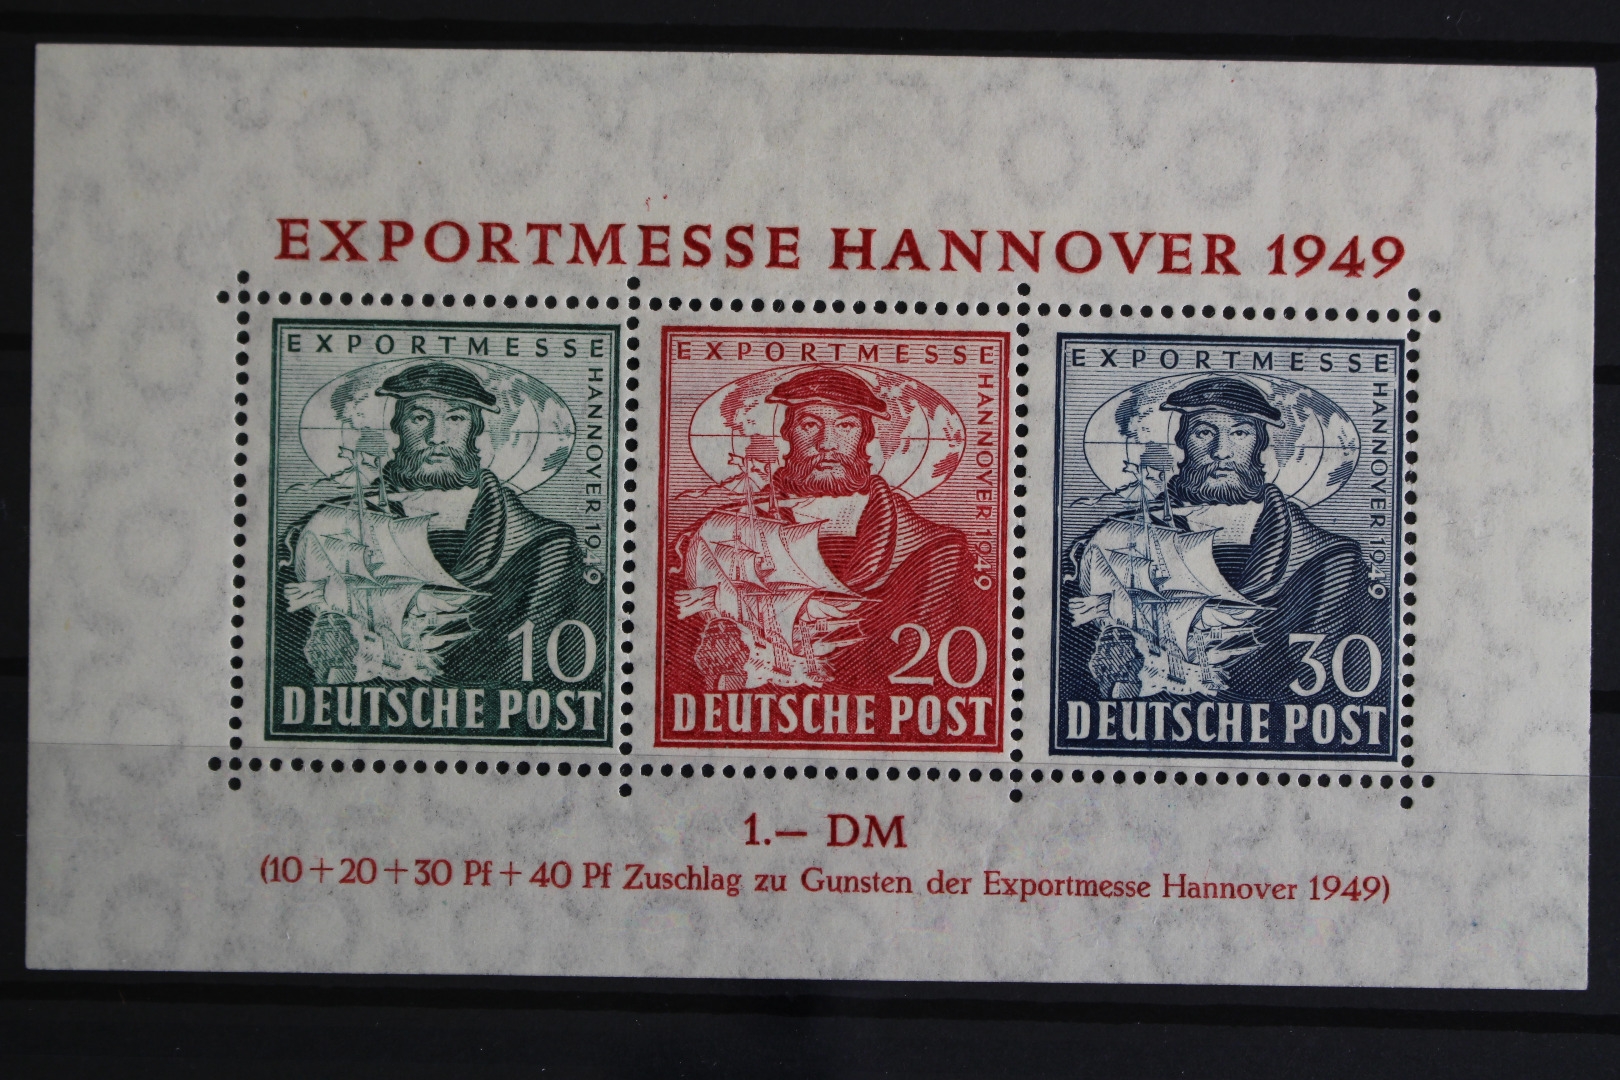 EXPORTMESSE HANNOVER 1949
EXPORTMESSE
HANNOVER 1949
10
DEUTSCHE POST
EXPORTMESSE
HANNOVER 1949
20
DEUTSCHE POST
EXPORTMESSE
HANNOVER 1949
30
DEUTSCHE POST
1.— DM
(10+20+30 Pf+40 Pf Zuschlag zu Gunsten der Exportmesse Hannover 1949)